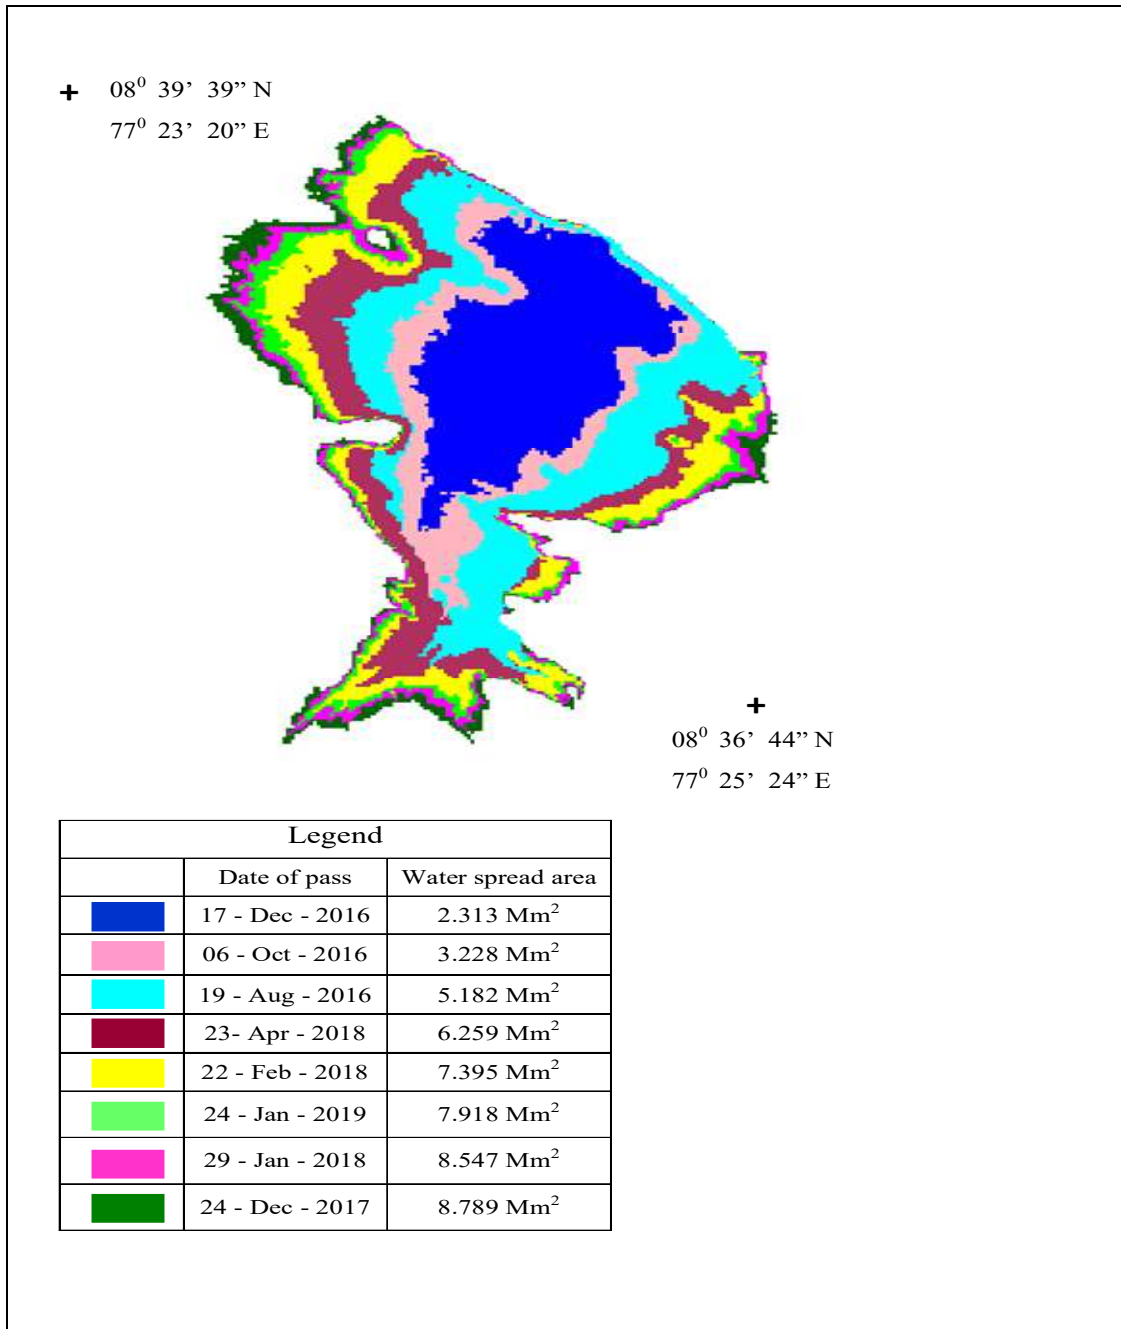 08⁰ 39’ 39” N
77⁰ 23’ 20” E
08⁰ 36’ 44” N
77⁰ 25’ 24” E
Legend
Date of pass Water spread area
17 - Dec - 2016 2.313 Mm²
06 - Oct - 2016 3.228 Mm²
19 - Aug - 2016 5.182 Mm²
23- Apr - 2018 6.259 Mm²
22 - Feb - 2018 7.395 Mm²
24 - Jan - 2019 7.918 Mm²
29 - Jan - 2018 8.547 Mm²
24 - Dec - 2017 8.789 Mm²